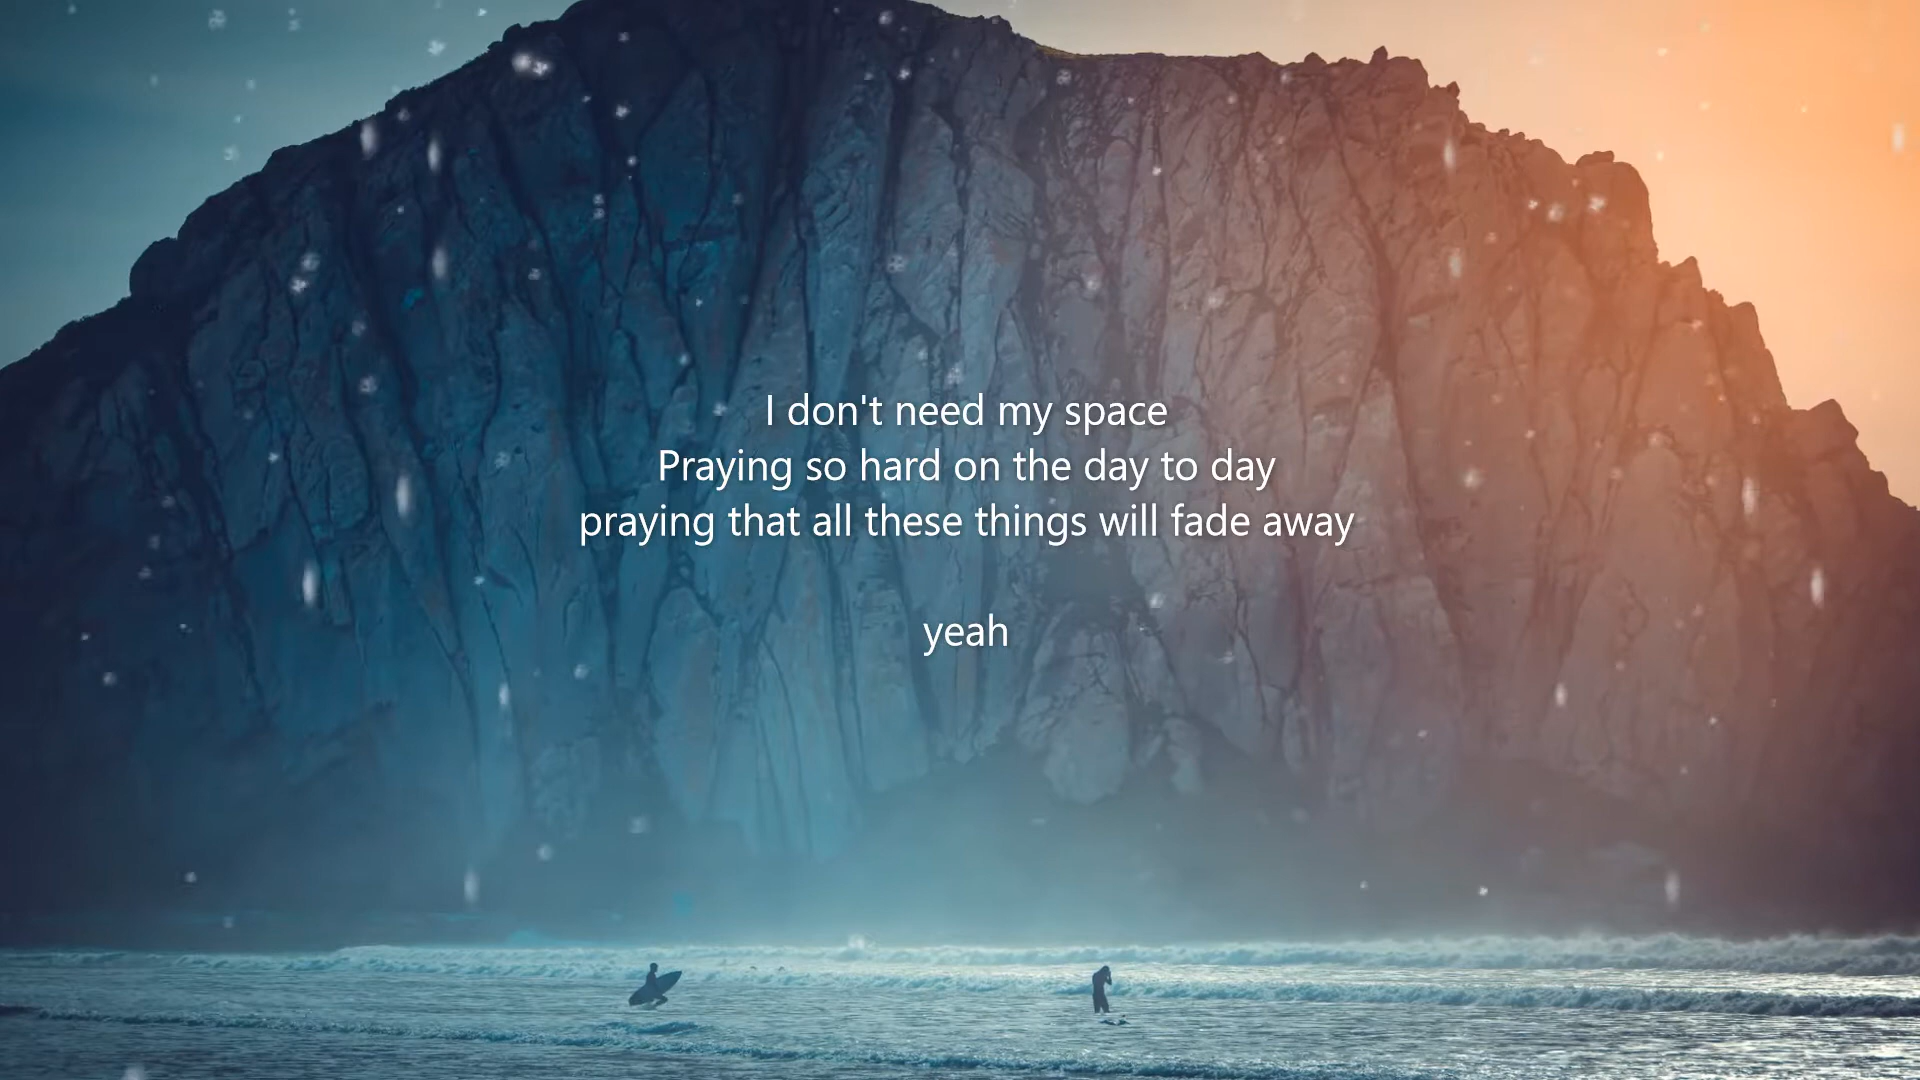 I don't need my space
Praying so hard on the day to day
praying that all these things will fade away
yeah